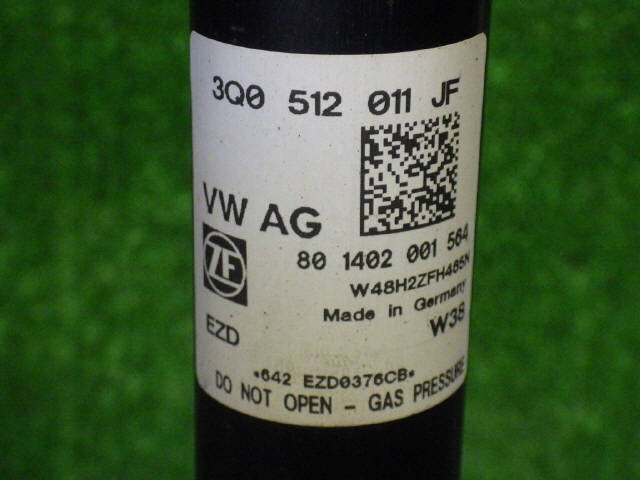 3Q0 512 011 JF
VW AG
80 1402 001 564
ZF
W48H2ZFH465N
Made in Germany
EZD
W38
*642 EZD0376CB*
DO NOT OPEN - GAS PRESSURE